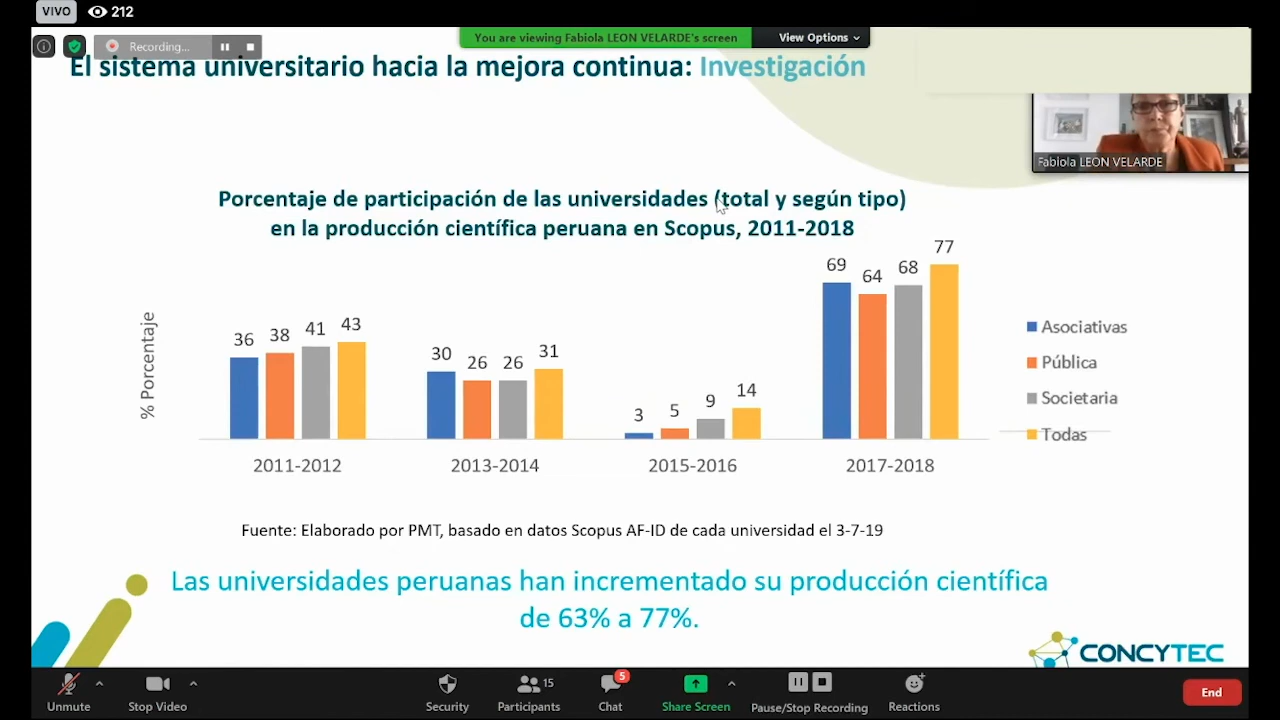 VIVO 212
Recording...
You are viewing Fabiola LEON VELARDE's screen
View Options
El sistema universitario hacia la mejora continua: Investigación
Fabiola LEON VELARDE
Porcentaje de participación de las universidades (total y según tipo)
en la producción científica peruana en Scopus, 2011-2018
% Porcentaje
36 38 41 43
30 26 26 31
3 5 9 14
69 64 68 77
2011-2012 2013-2014 2015-2016 2017-2018
Asociativas
Pública
Societaria
Todas
Fuente: Elaborado por PMT, basado en datos Scopus AF-ID de cada universidad el 3-7-19
Las universidades peruanas han incrementado su producción científica
de 63% a 77%.
CONCYTEC
Unmute
Stop Video
Security
15
Participants
5
Chat
Share Screen
Pause/Stop Recording
Reactions
End